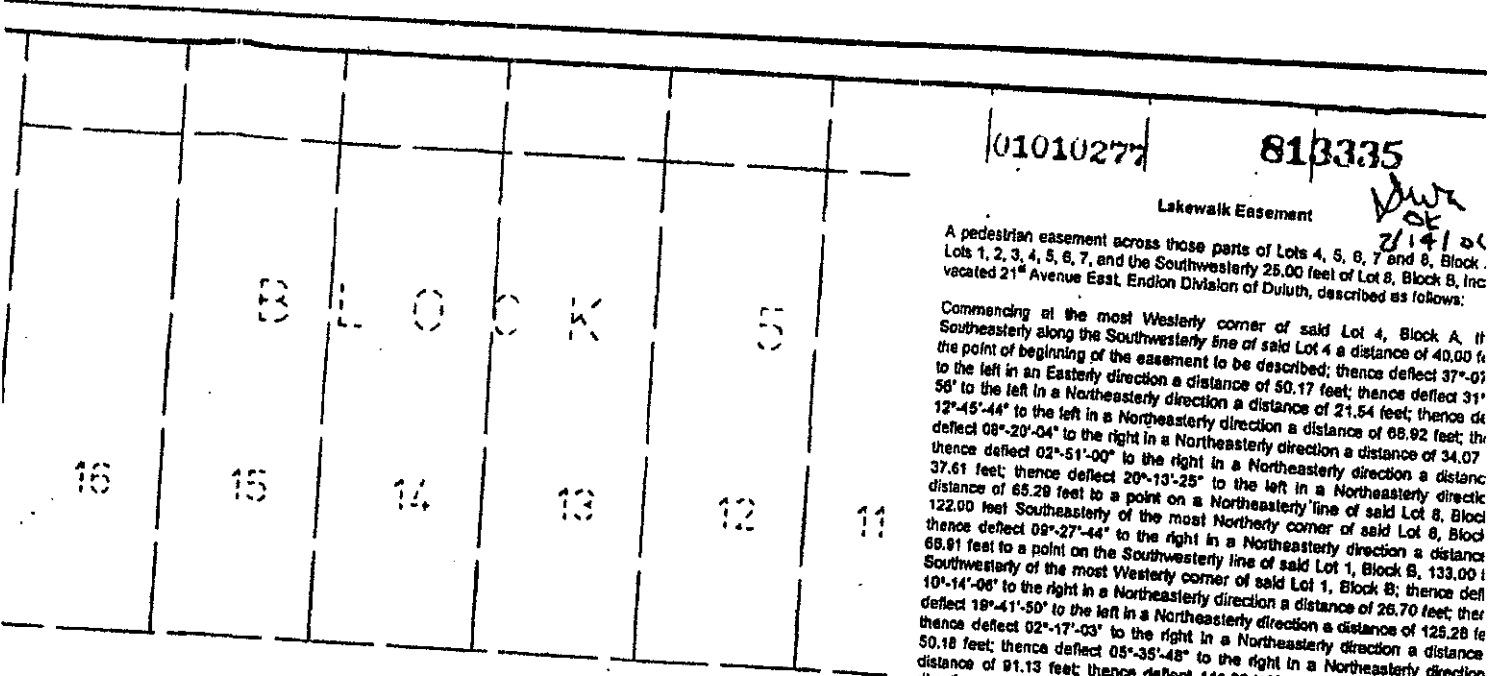 01010277 813335
Lakewalk Easement
OK
A pedestrian easement across those parts of Lots 4, 5, 6, 7 and 8, Block
Lots 1, 2, 3, 4, 5, 6, 7, and the Southwesterly 25.00 feet of Lot 8, Block B, Inc
vacated 21st Avenue East, Endion Division of Duluth, described as follows:
Commencing at the most Westerly corner of said Lot 4, Block A, th
Southeasterly along the Southwesterly line of said Lot 4 a distance of 40.00 fe
the point of beginning of the easement to be described; thence deflect 37°-07
to the left in an Easterly direction a distance of 50.17 feet; thence deflect 31°
56" to the left in a Northeasterly direction a distance of 21.54 feet; thence de
12°-45'-44" to the left in a Northeasterly direction a distance of 66.92 feet; the
deflect 08°-20'-04" to the right in a Northeasterly direction a distance of 34.07
thence deflect 02°-51'-00" to the right in a Northeasterly direction a distanc
37.61 feet; thence deflect 20°-13'-25" to the left in a Northeasterly directio
distance of 65.29 feet to a point on a Northeasterly line of said Lot 8, Block
122.00 feet Southeasterly of the most Northerly corner of said Lot 8, Block
thence deflect 09°-27'-44" to the right in a Northeasterly direction a distance
66.91 feet to a point on the Southwesterly line of said Lot 1, Block B, 133.00 f
Southwesterly of the most Westerly corner of said Lot 1, Block B; thence defl
10°-14'-06" to the right in a Northeasterly direction a distance of 26.70 feet; ther
deflect 19°-41'-50" to the left in a Northeasterly direction a distance of 125.28 fe
thence deflect 02°-17'-03" to the right in a Northeasterly direction a distance
50.18 feet; thence deflect 05°-35'-48" to the right in a Northeasterly direction
distance of 91.13 feet; thence deflect
BLOCK 5
16 15 14 13 12 11